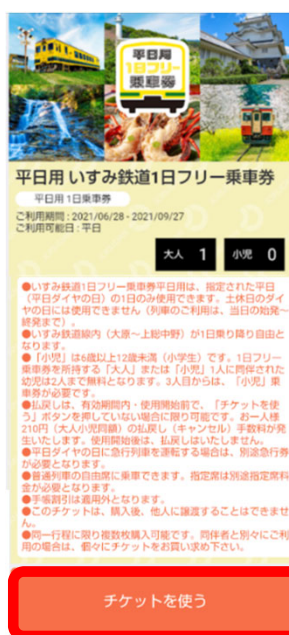 平日用
1日フリー
乗車券
平日用 いすみ鉄道1日フリー乗車券
平日用 1日乗車券
ご利用期間 : 2021/06/28 - 2021/09/27
ご利用可能日 : 平日
大人 1 小児 0
●いすみ鉄道1日フリー乗車券平日用は、指定された平日
（平日ダイヤの日）の1日のみ使用できます。土休日のダイ
ヤの日には使用できません（列車のご利用は、当日の始発～
終発まで）。
●いすみ鉄道線内（大原～上総中野）が1日乗り降り自由と
なります。
●「小児」は6歳以上12歳未満（小学生）です。1日フリー
乗車券を所持する「大人」または「小児」1人に同伴された
幼児は2人まで無料となります。3人目からは、「小児」乗
車券が必要です。
●払戻しは、有効期間内・使用開始前で、「チケットを使
う」ボタンを押していない場合に限り可能です。お一人様
210円（大人小児同額）の払戻し（キャンセル）手数料が発
生いたします。使用開始後は、払戻しはいたしません。
●平日ダイヤの日に急行列車を運転する場合は、別途急行券
が必要となります。
●普通列車の自由席に乗車できます。指定席は別途指定席料
金が必要となります。
●手帳割引は適用外となります。
●このチケットは、購入後、他人に譲渡することはできませ
ん。
●同一行程に限り複数枚購入可能です。同伴者と別々にご利
用の場合は、個々にチケットをお買い求め下さい。
チケットを使う